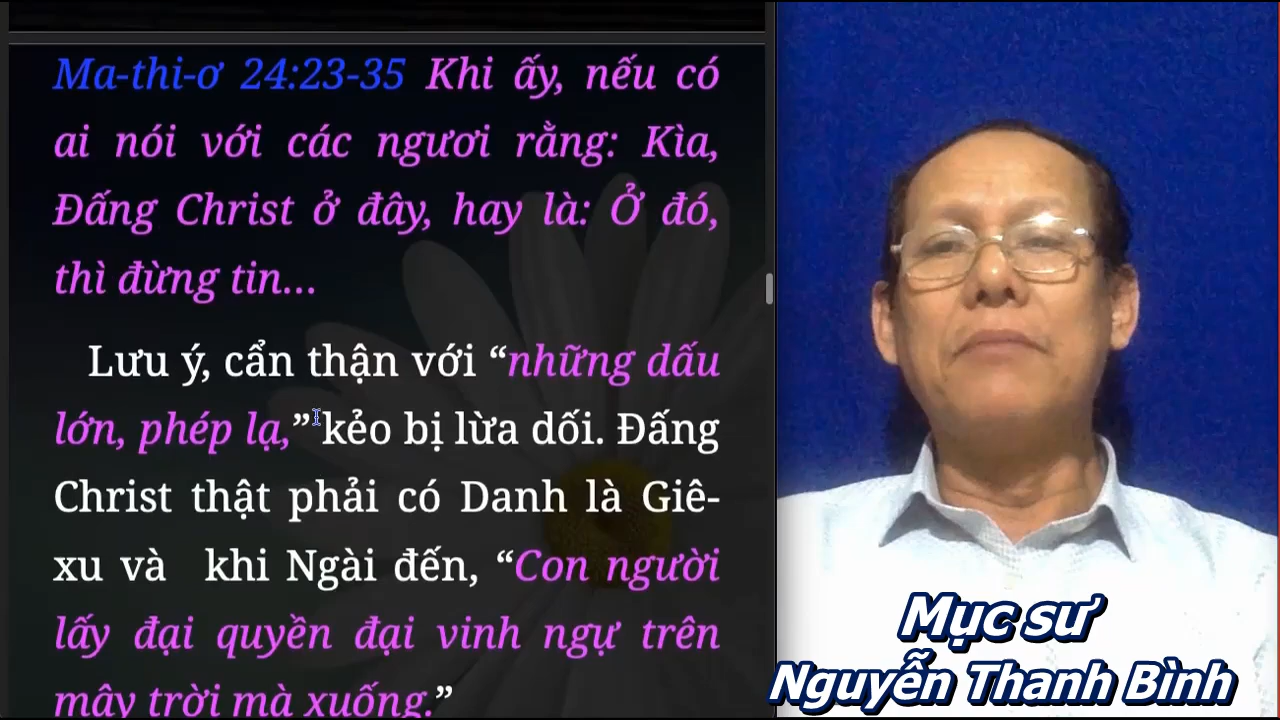 Ma-thi-ơ 24:23-35 Khi ấy, nếu có
ai nói với các ngươi rằng: Kìa,
Đấng Christ ở đây, hay là: Ở đó,
thì đừng tin...
Lưu ý, cẩn thận với “những dấu
lớn, phép lạ,” kẻo bị lừa dối. Đấng
Christ thật phải có Danh là Giê-
xu và khi Ngài đến, “Con người
lấy đại quyền đại vinh ngự trên
mây trời mà xuống.”
Mục sư
Nguyễn Thanh Bình